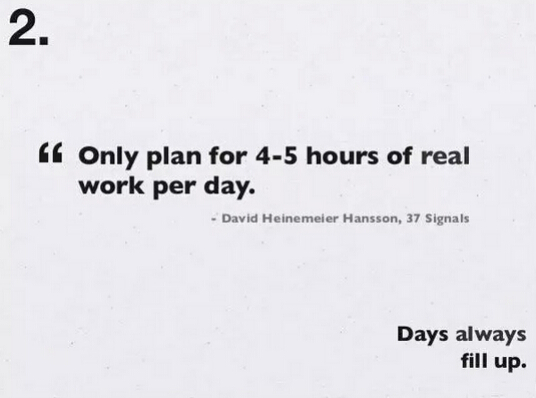 2.
“ Only plan for 4-5 hours of real
work per day.
- David Heinemeier Hansson, 37 Signals
Days always
fill up.